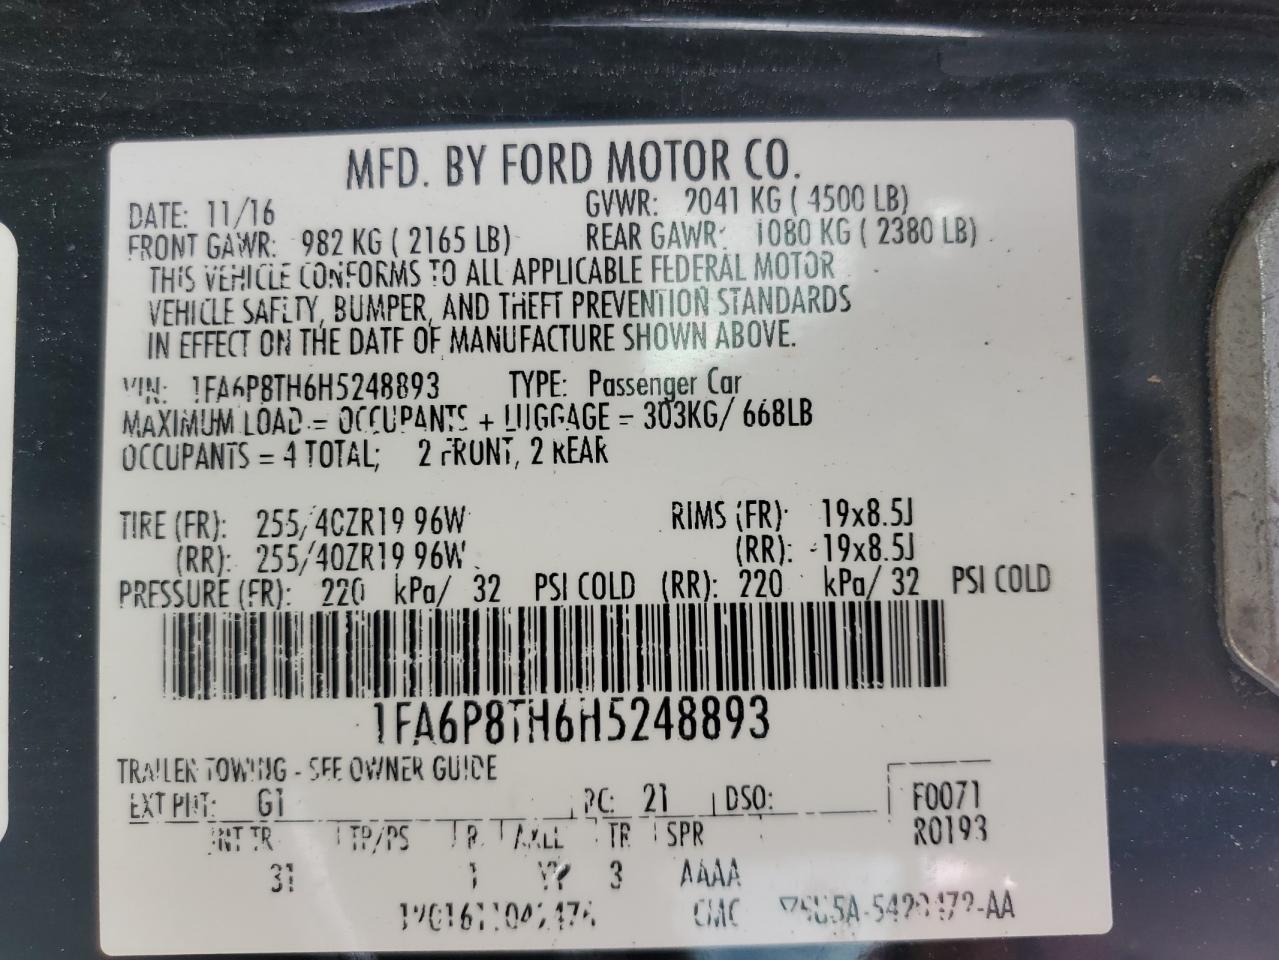 MFD. BY FORD MOTOR CO.
DATE: 11/16 GVWR: 2041 KG ( 4500 LB)
FRONT GAWR: 982 KG ( 2165 LB) REAR GAWR: 1080 KG ( 2380 LB)
THIS VEHICLE CONFORMS TO ALL APPLICABLE FEDERAL MOTOR
VEHICLE SAFETY, BUMPER, AND THEFT PREVENTION STANDARDS
IN EFFECT ON THE DATE OF MANUFACTURE SHOWN ABOVE.
VIN: 1FA6P8TH6H5248893 TYPE: Passenger Car
MAXIMUM LOAD = OCCUPANTS + LUGGAGE = 303KG/ 668LB
OCCUPANTS = 4 TOTAL; 2 FRONT, 2 REAR
TIRE (FR): 255/40ZR19 96W RIMS (FR): 19x8.5J
(RR): 255/40ZR19 96W (RR): 19x8.5J
PRESSURE (FR): 220 kPa/ 32 PSI COLD (RR): 220 kPa/ 32 PSI COLD
1FA6P8TH6H5248893
TRAILER TOWING - SEE OWNER GUIDE
EXT PNT: G1 RC: 21 DSO: F0071
INT TR TP/PS R AXLE TR SPR R0193
31 1 3 AAAA